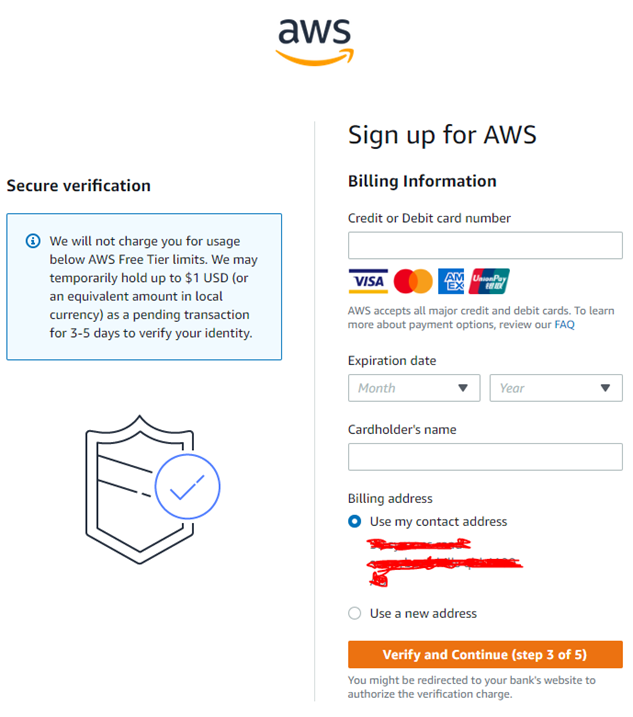 aws
Sign up for AWS
Secure verification
We will not charge you for usage
below AWS Free Tier limits. We may
temporarily hold up to $1 USD (or
an equivalent amount in local
currency) as a pending transaction
for 3-5 days to verify your identity.
Billing Information
Credit or Debit card number
VISA
AM
EX
UnionPay
银联
AWS accepts all major credit and debit cards. To learn
more about payment options, review our FAQ
Expiration date
Month
Year
Cardholder's name
Billing address
Use my contact address
Use a new address
Verify and Continue (step 3 of 5)
You might be redirected to your bank's website to
authorize the verification charge.